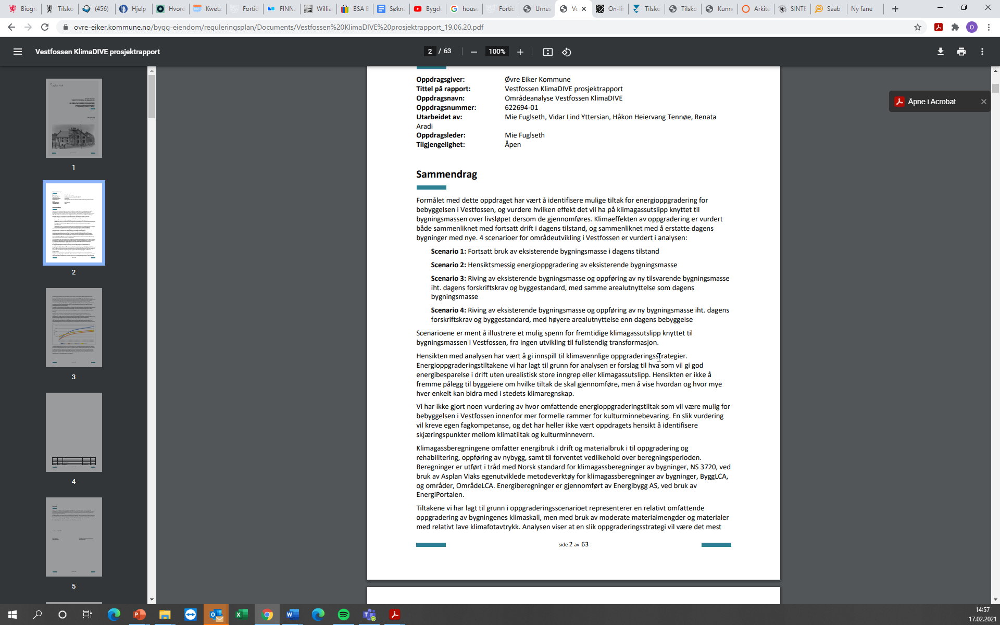 Biogra
Tilsko
(456)
Hjelp
Hvord
Kwetz
Fortid
FINN.
Willia
BSA E
Søkna
Bygde
house
Fortid
Urnes
Ve
On-lin
Tilsko
Tilsko
Kunng
Arkite
SINTE
Saab
Ny fane
ovre-eiker.kommune.no/bygg-eiendom/reguleringsplan/Documents/Vestfossen%20KlimaDIVE%20prosjektrapport_19.06.20.pdf
O
Vestfossen KlimaDIVE prosjektrapport
2 / 63
100%
Åpne i Acrobat
1
2
3
4
5
Oppdragsgiver: Øvre Eiker Kommune
Tittel på rapport: Vestfossen KlimaDIVE prosjektrapport
Oppdragsnavn: Områdeanalyse Vestfossen KlimaDIVE
Oppdragsnummer: 622694-01
Utarbeidet av: Mie Fuglseth, Vidar Lind Yttersian, Håkon Heiervang Tennøe, Renata
Aradi
Oppdragsleder: Mie Fuglseth
Tilgjengelighet: Åpen
Sammendrag
Formålet med dette oppdraget har vært å identifisere mulige tiltak for energioppgradering for
bebyggelsen i Vestfossen, og vurdere hvilken effekt det vil ha på klimagassutslipp knyttet til
bygningsmassen over livsløpet dersom de gjennomføres. Klimaeffekten av oppgradering er vurdert
både sammenliknet med fortsatt drift i dagens tilstand, og sammenliknet med å erstatte dagens
bygninger med nye. 4 scenarioer for områdeutvikling i Vestfossen er vurdert i analysen:
Scenario 1: Fortsatt bruk av eksisterende bygningsmasse i dagens tilstand
Scenario 2: Hensiktsmessig energioppgradering av eksisterende bygningsmasse
Scenario 3: Riving av eksisterende bygningsmasse og oppføring av ny tilsvarende bygningsmasse
iht. dagens forskriftskrav og byggestandard, med samme arealutnyttelse som dagens
bygningsmasse
Scenario 4: Riving av eksisterende bygningsmasse og oppføring av ny bygningsmasse iht. dagens
forskriftskrav og byggestandard, med høyere arealutnyttelse enn dagens bebyggelse
Scenarioene er ment å illustrere et mulig spenn for fremtidige klimagassutslipp knyttet til
bygningsmassen i Vestfossen, fra ingen utvikling til fullstendig transformasjon.
Hensikten med analysen har vært å gi innspill til klimavennlige oppgraderingsstrategier.
Energioppgraderingstiltakene vi har lagt til grunn for analysen er forslag til hva som vil gi god
energibesparelse i drift uten urealistisk store inngrep eller klimagassutslipp. Hensikten er ikke å
fremme pålegg til byggeiere om hvilke tiltak de skal gjennomføre, men å vise hvordan og hvor mye
hver enkelt kan bidra med i stedets klimaregnskap.
Vi har ikke gjort noen vurdering av hvor omfattende energioppgraderingstiltak som vil være mulig for
bebyggelsen i Vestfossen innenfor mer formelle rammer for kulturminnebevaring. En slik vurdering
vil kreve egen fagkompetanse, og det har heller ikke vært oppdragets hensikt å identifisere
skjæringspunkter mellom klimatiltak og kulturminnevern.
Klimagassberegningene omfatter energibruk i drift og materialbruk i til oppgradering og
rehabilitering, oppføring av nybygg, samt til forventet vedlikehold over beregningsperioden.
Beregninger er utført i tråd med Norsk standard for klimagassberegninger av bygninger, NS 3720, ved
bruk av Asplan Viaks egenutviklede metodeverktøy for klimagassberegninger av bygninger, ByggLCA,
og områder, OmrådeLCA. Energiberegninger er gjennomført av Energibygg AS, ved bruk av
EnergiPortalen.
Tiltakene vi har lagt til grunn i oppgraderingsscenarioet representerer en relativt omfattende
oppgradering av bygningenes klimaskall, men med bruk av moderate materialmengder og materialer
med relativt lave klimafotavtrykk. Analysen viser at en slik oppgraderingsstrategi vil være det mest
side 2 av 63
14:57
17.02.2021